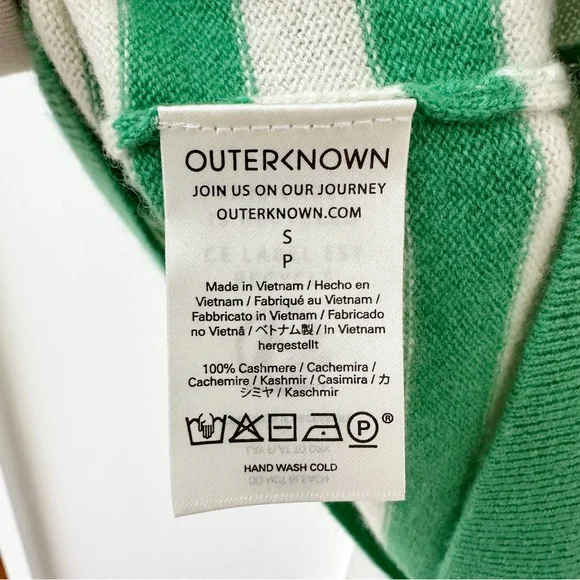 OUTERKNOWN
JOIN US ON OUR JOURNEY
OUTERKNOWN.COM
S
P
Made in Vietnam / Hecho en
Vietnam / Fabriqué au Vietnam /
Fabbricato in Vietnam / Fabricado
no Vietnã / ベトナム製 / In Vietnam
hergestellt
100% Cashmere / Cachemira /
Cachemire / Kashmir / Casimira / カ
シミヤ / Kaschmir
P®
HAND WASH COLD